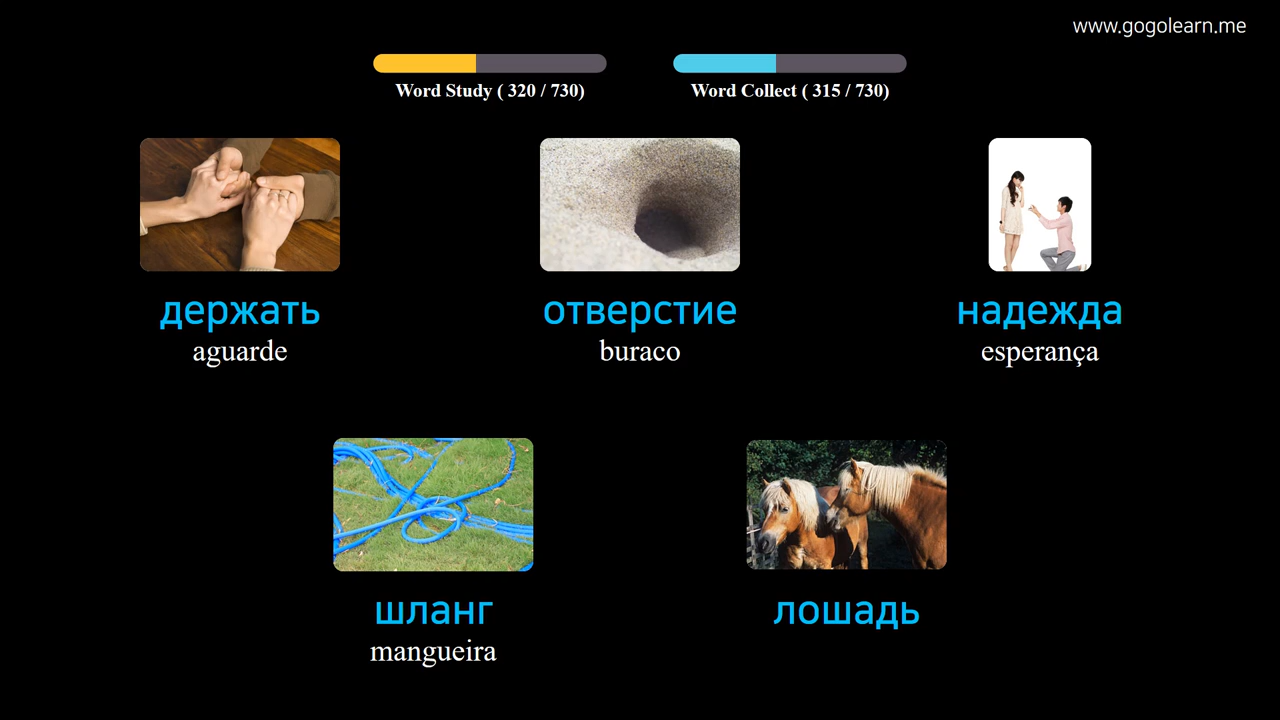 www.gogolearn.me
Word Study ( 320 / 730)
Word Collect ( 315 / 730)
держать
aguarde
отверстие
buraco
надежда
esperança
шланг
mangueira
лошадь